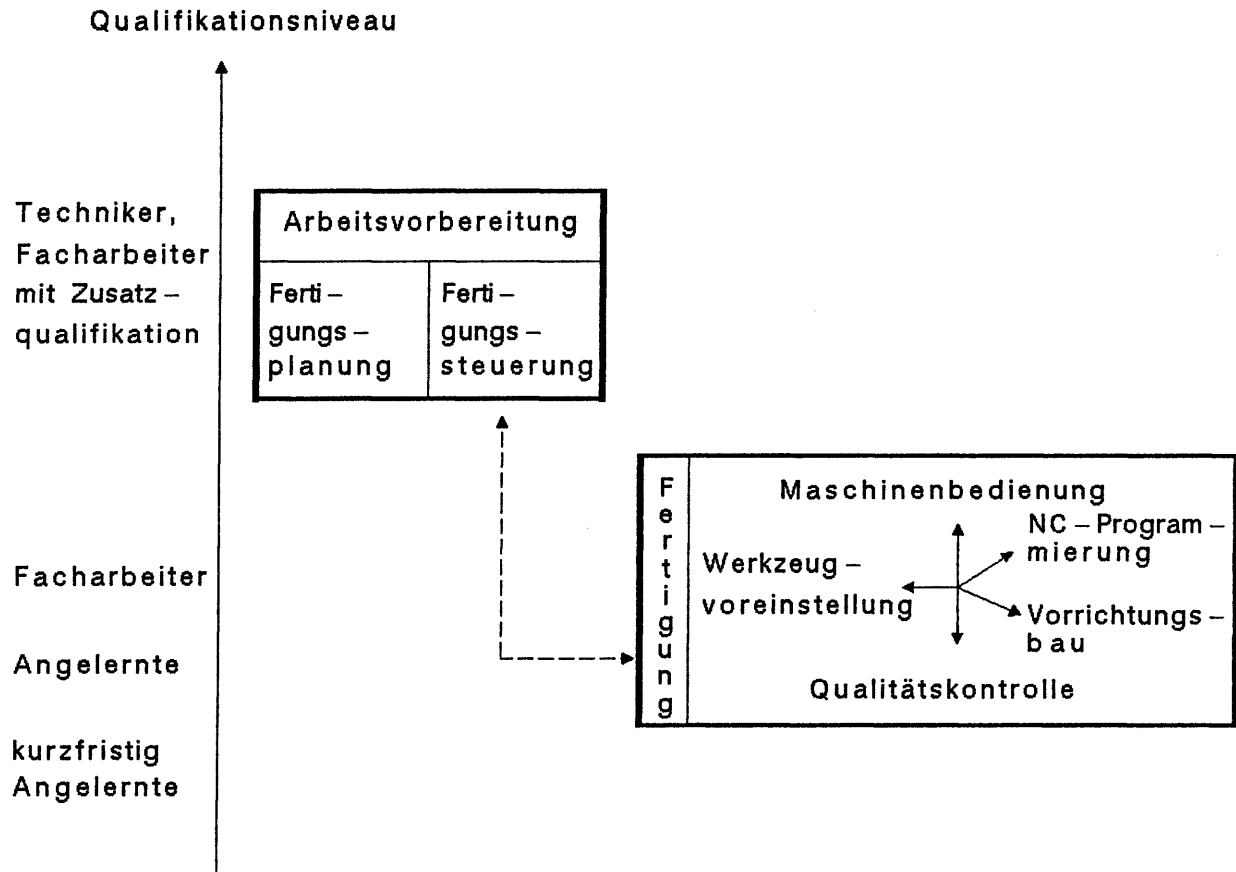 Qualifikationsniveau
Techniker,
Facharbeiter
mit Zusatz –
qualifikation
Arbeitsvorbereitung
Ferti –
gungs –
planung
Ferti –
gungs –
steuerung
Facharbeiter
Angelernte
kurzfristig
Angelernte
Fertigung
Maschinenbedienung
NC – Program –
mierung
Werkzeug –
voreinstellung
Vorrichtungs –
bau
Qualitätskontrolle